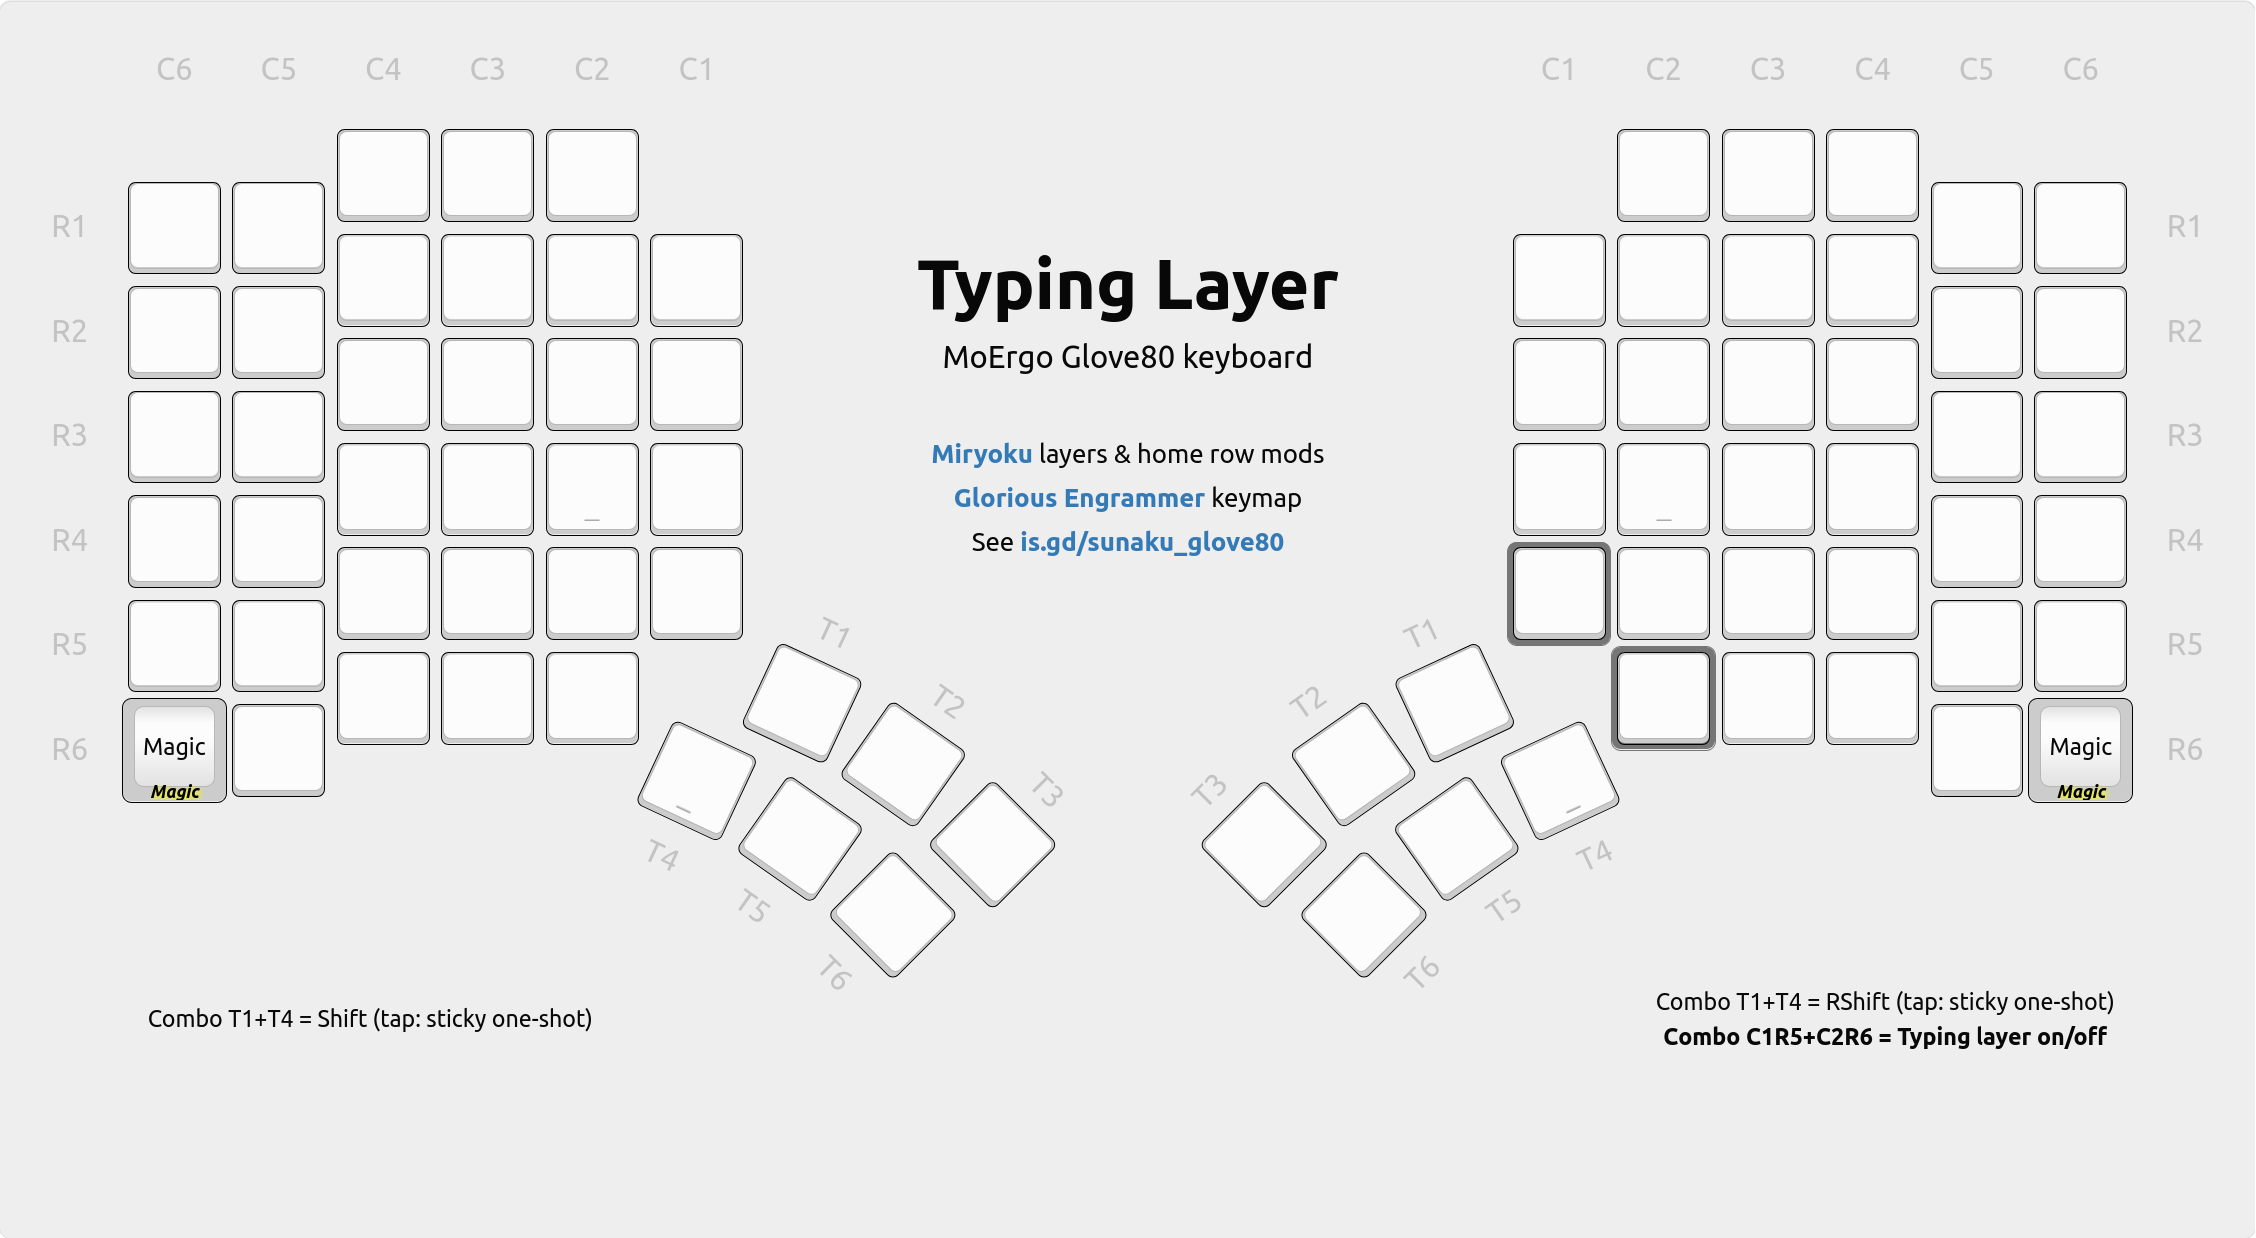 C6 C5 C4 C3 C2 C1 C1 C2 C3 C4 C5 C6
R1 R1
Typing Layer
R2 R2
MoErgo Glove80 keyboard
R3 R3
Miryoku layers & home row mods
Glorious Engrammer keymap
_ _
R4 R4
See is.gd/sunaku_glove80
R5 T1 T1 R5
T2 T2
R6 Magic Magic R6
Magic T3 T3 Magic
_ _
T4 T4
T5 T5
T6 T6
Combo T1+T4 = Shift (tap: sticky one-shot)
Combo T1+T4 = RShift (tap: sticky one-shot)
Combo C1R5+C2R6 = Typing layer on/off